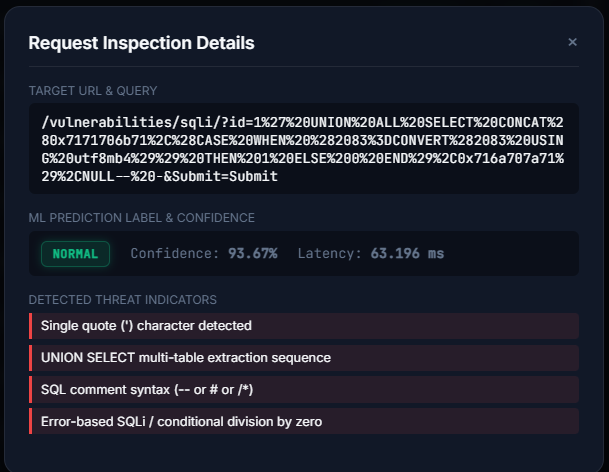 Request Inspection Details
×
TARGET URL & QUERY
/vulnerabilities/sqli/?id=1%27%20UNION%20ALL%20SELECT%20CONCAT%2
80x7171706b71%2C%28CASE%20WHEN%20%282083%3DCONVERT%282083%20USIN
G%20utf8mb4%29%29%20THEN%201%20ELSE%200%20END%29%2C0x716a707a71%
29%2CNULL--%20-&Submit=Submit
ML PREDICTION LABEL & CONFIDENCE
NORMAL Confidence: 93.67% Latency: 63.196 ms
DETECTED THREAT INDICATORS
Single quote (') character detected
UNION SELECT multi-table extraction sequence
SQL comment syntax (-- or # or /*)
Error-based SQLi / conditional division by zero